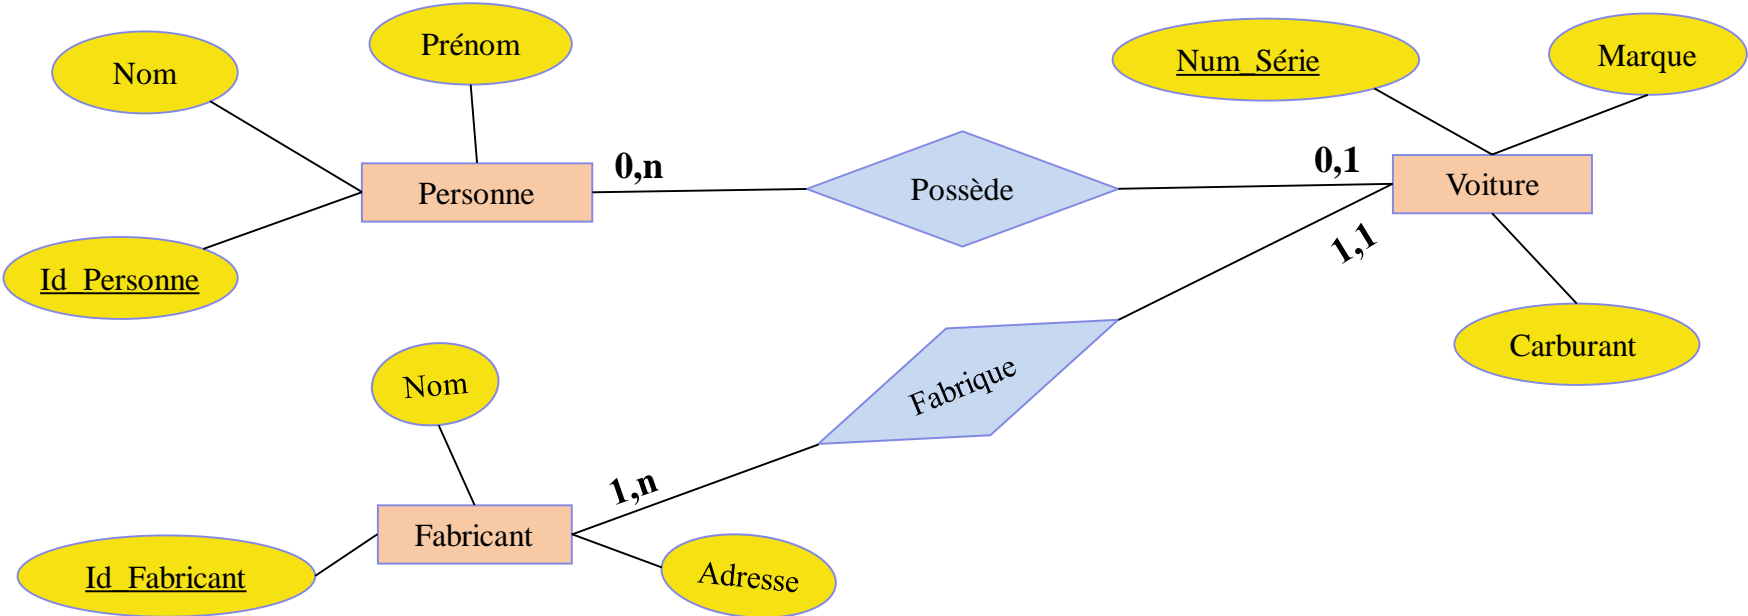 Nom
Prénom
Num_Série
Marque
Personne
0,n
Possède
0,1
Voiture
1,1
Id_Personne
Carburant
Nom
Fabrique
1,n
Fabricant
Id_Fabricant
Adresse